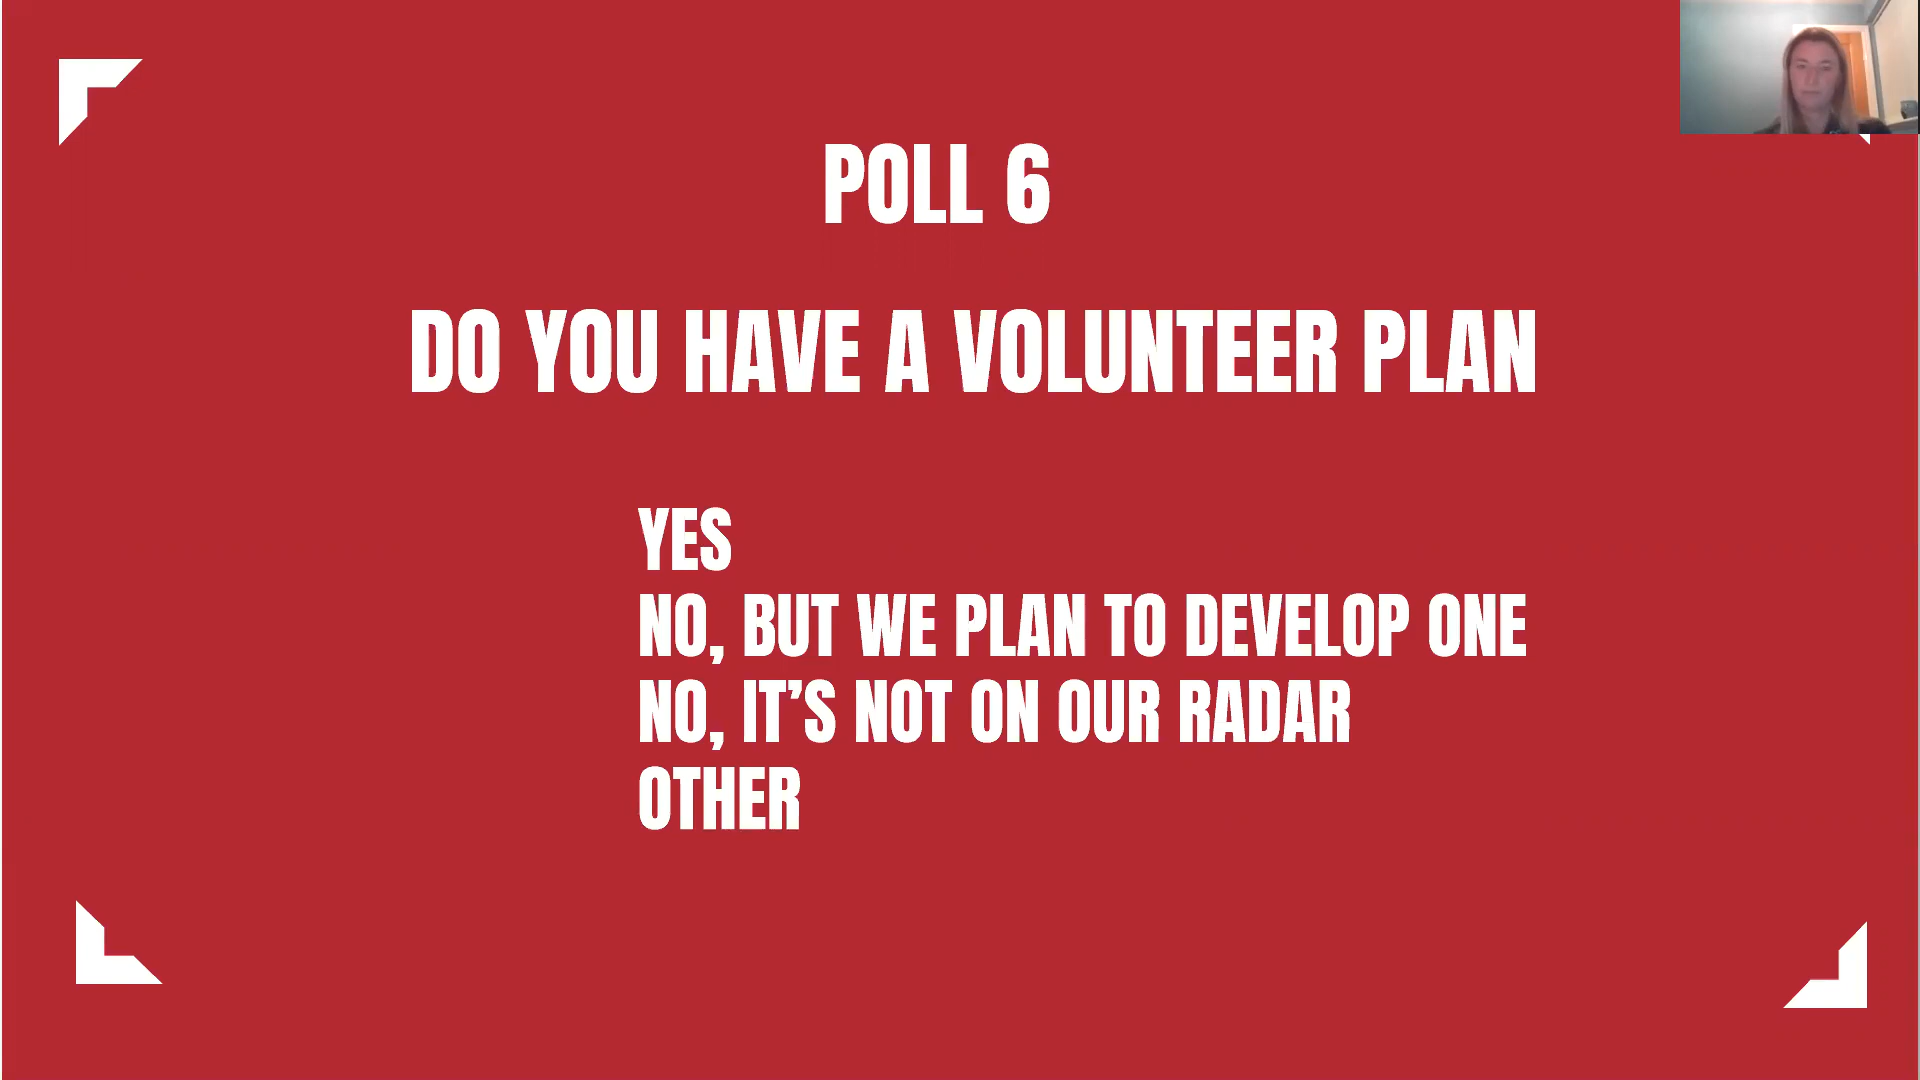 POLL 6
DO YOU HAVE A VOLUNTEER PLAN
YES
NO, BUT WE PLAN TO DEVELOP ONE
NO, IT’S NOT ON OUR RADAR
OTHER